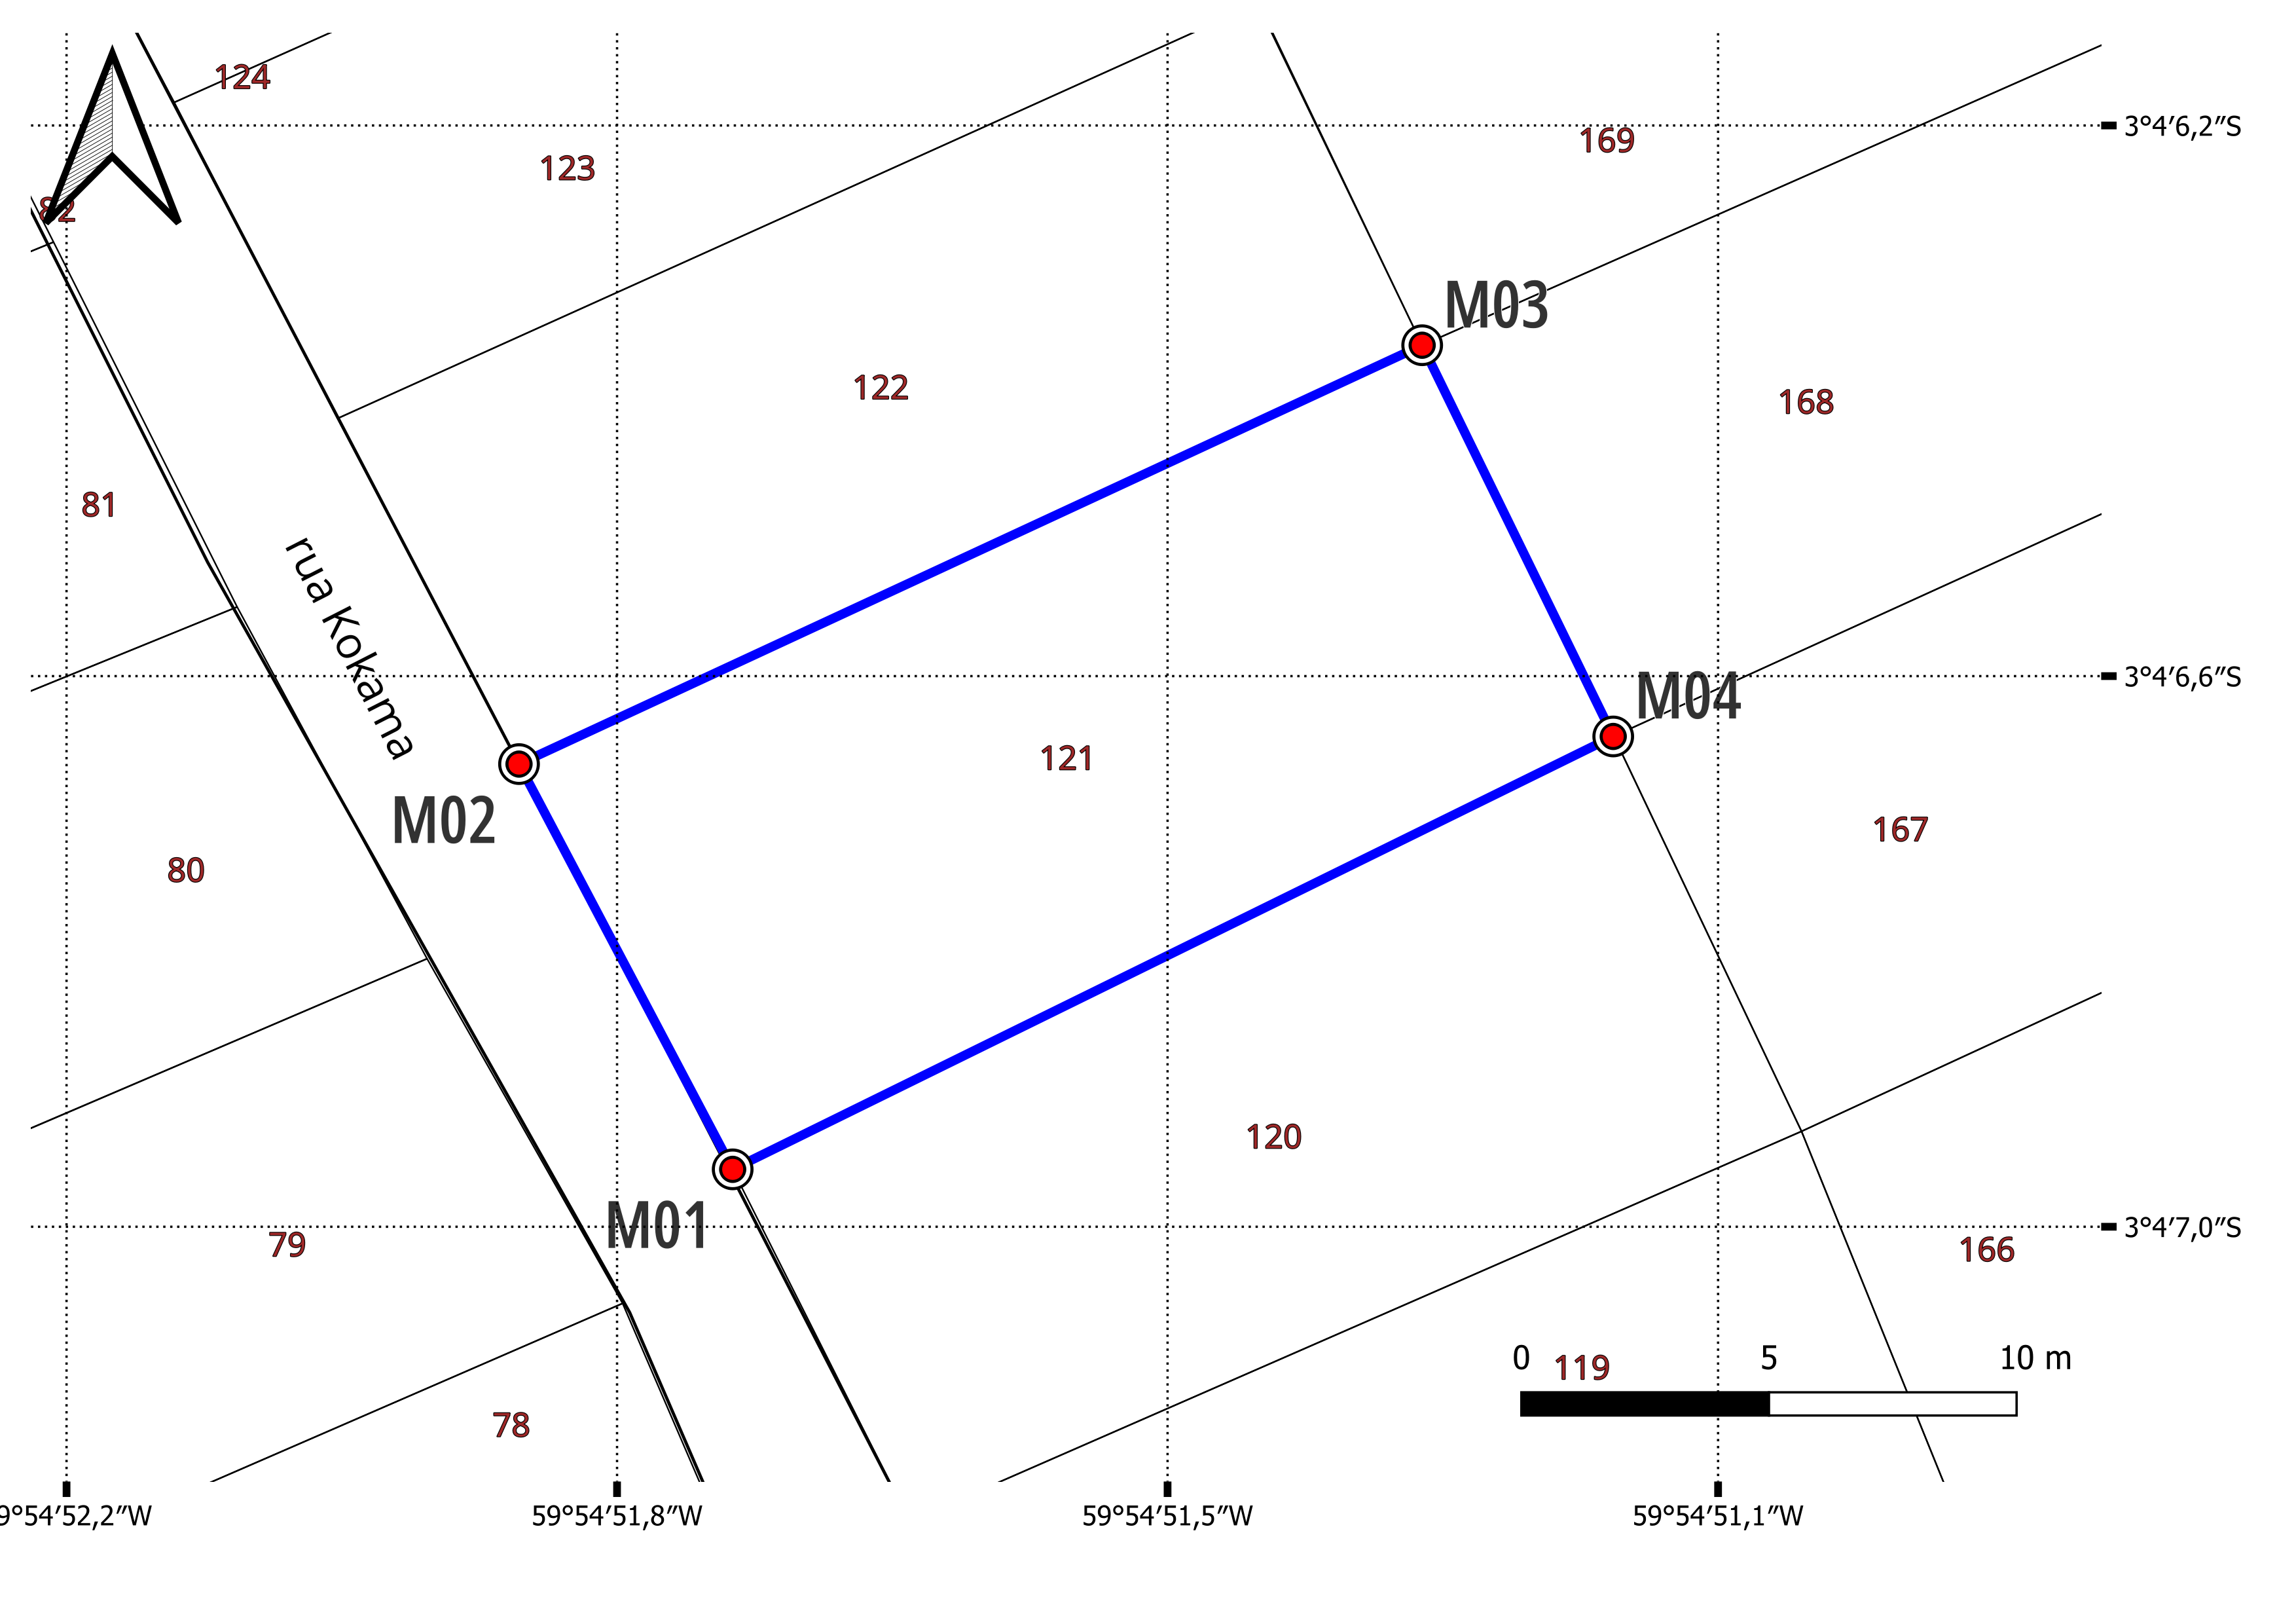 124
3°4′6,2″S
169
123
82
M03
122
168
81
rua Kokama
3°4′6,6″S
M04
121
M02
167
80
120
M01
3°4′7,0″S
79
166
0 5 10 m
119
78
9°54′52,2″W 59°54′51,8″W 59°54′51,5″W 59°54′51,1″W